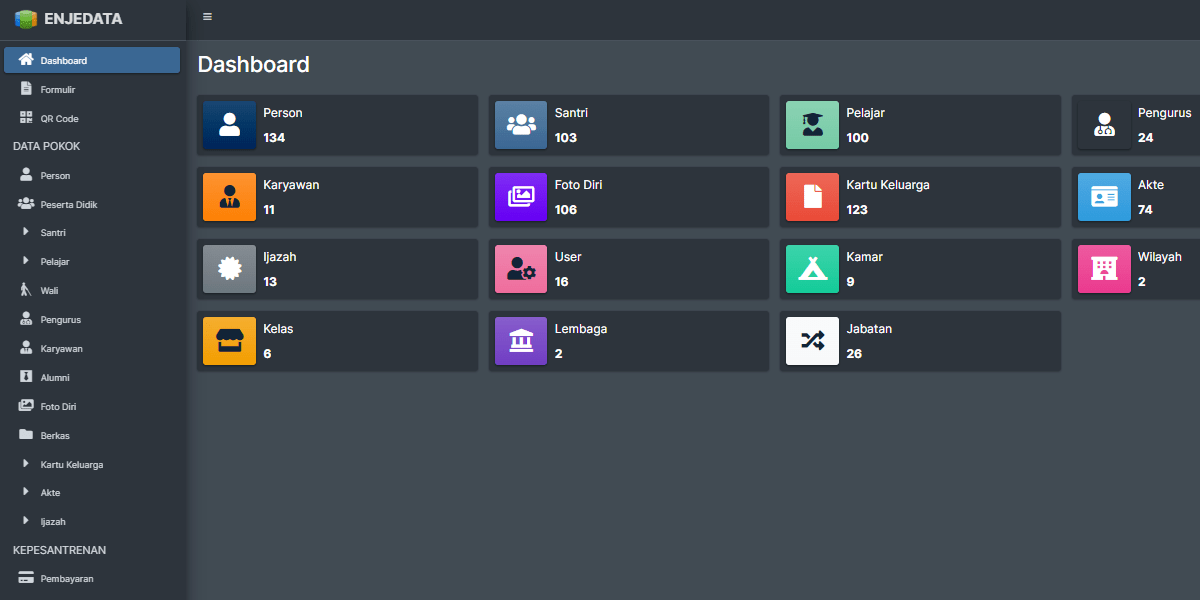 ENJEDATA
Dashboard
Formulir
QR Code
DATA POKOK
Person
Peserta Didik
Santri
Pelajar
Wali
Pengurus
Karyawan
Alumni
Foto Diri
Berkas
Kartu Keluarga
Akte
Ijazah
KEPESANTRENAN
Pembayaran
Dashboard
Person
134
Santri
103
Pelajar
100
Pengurus
24
Karyawan
11
Foto Diri
106
Kartu Keluarga
123
Akte
74
Ijazah
13
User
16
Kamar
9
Wilayah
2
Kelas
6
Lembaga
2
Jabatan
26